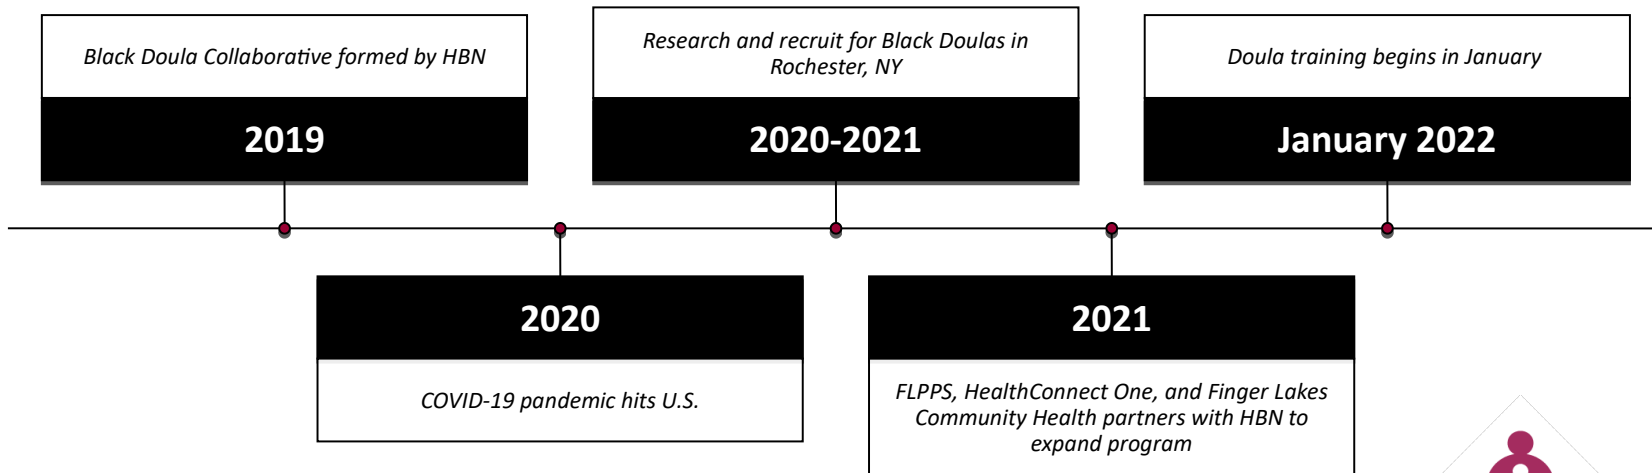 Black Doula Collaborative formed by HBN
2019
2020
COVID-19 pandemic hits U.S.
Research and recruit for Black Doulas in
Rochester, NY
2020-2021
2021
FLPPS, HealthConnect One, and Finger Lakes
Community Health partners with HBN to
expand program
Doula training begins in January
January 2022